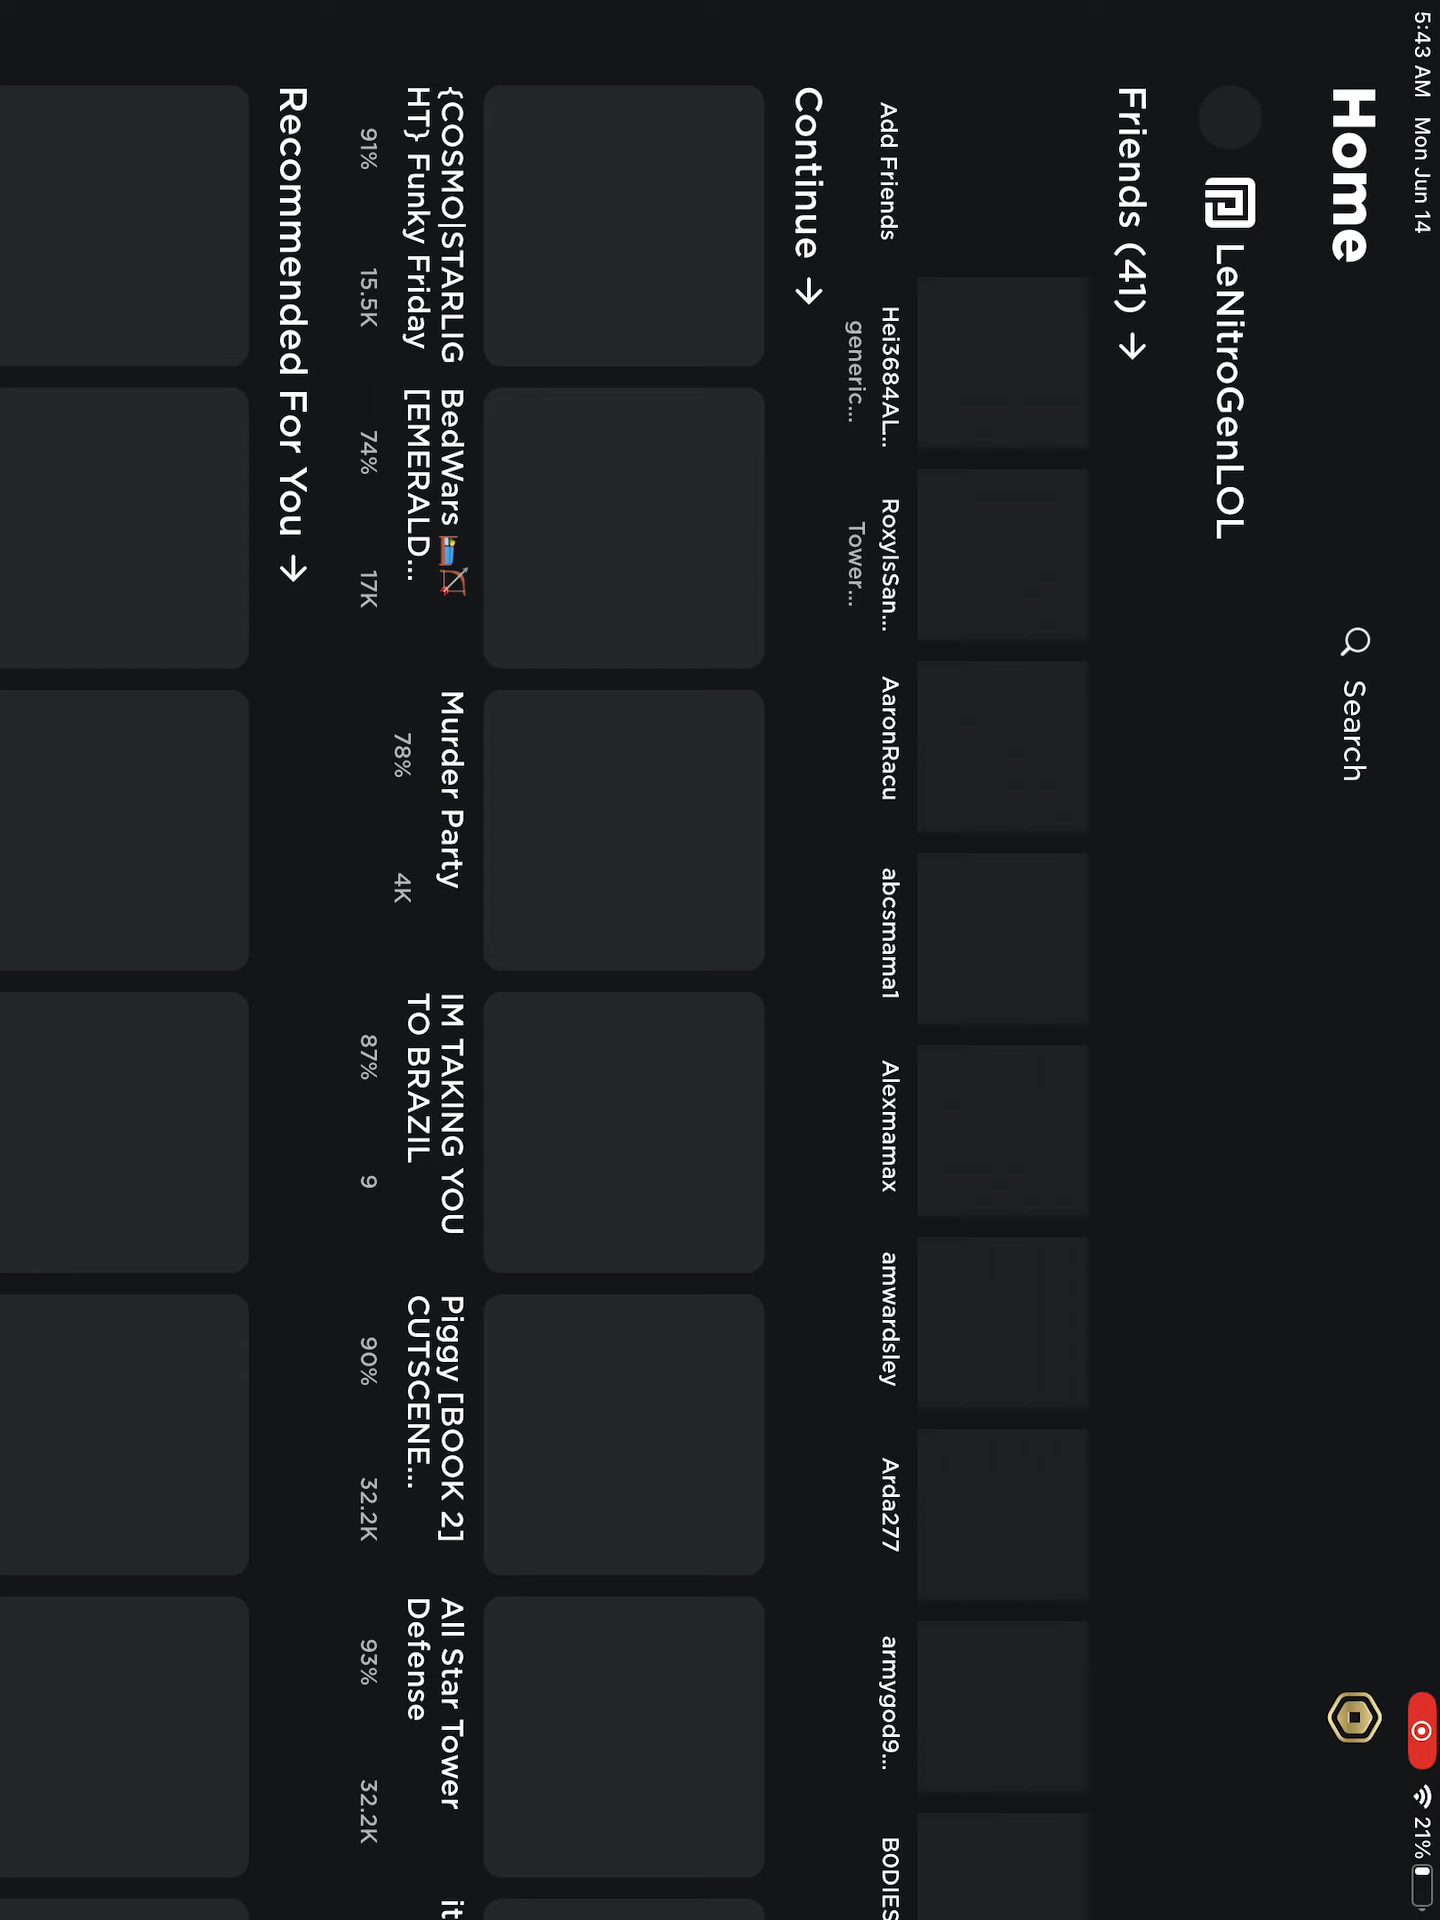 5:43 AM Mon Jun 14
21%
Home
Search
LeNitroGenLOL
Friends (41) →
Add Friends
Hei3684AL...
generic...
RoxyIsSan...
Tower...
AaronRacu
abcsmama1
Alexmamax
amwardsley
Arda277
armygod9...
B0DIES
Continue →
{COSMO|STARLIG
HT} Funky Friday
91% 15.5K
BedWars 🛏️🏹
[EMERALD...
74% 17K
Murder Party
78% 4K
IM TAKING YOU
TO BRAZIL
87% 9
Piggy [BOOK 2]
CUTSCENE...
90% 32.2K
All Star Tower
Defense
93% 32.2K
it
Recommended For You →